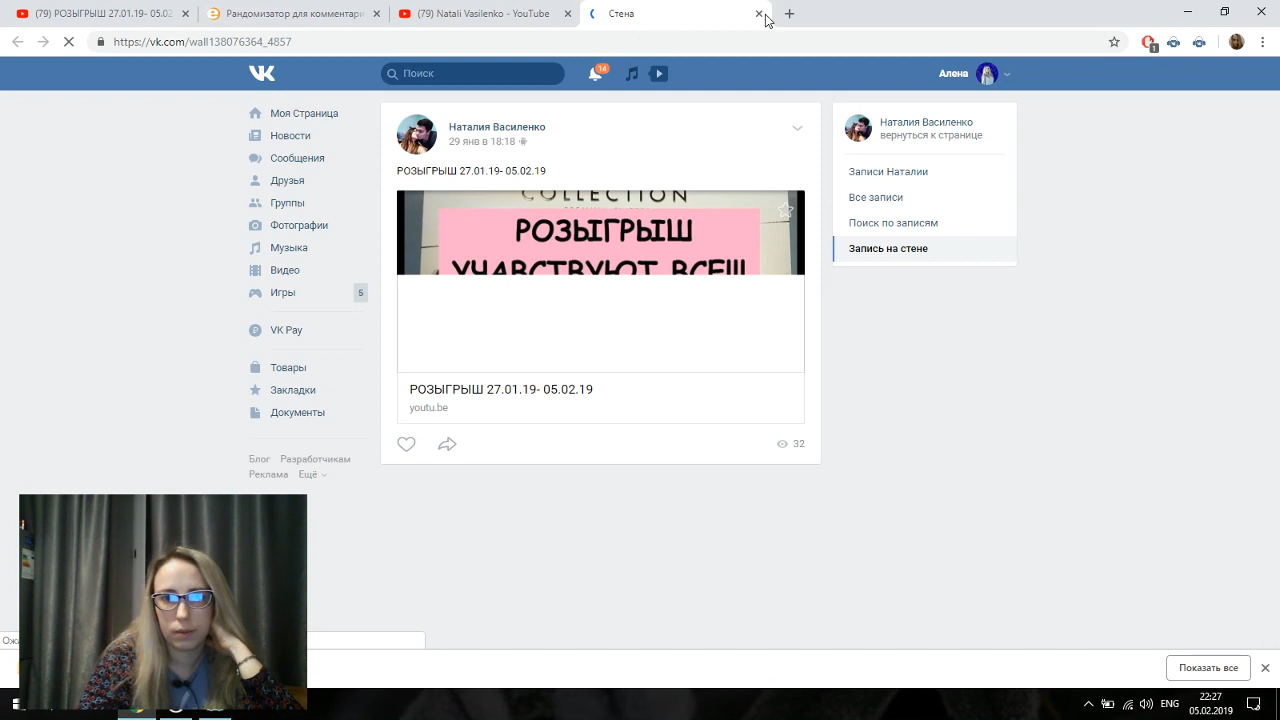 (79) РОЗЫГРЫШ 27.01.19- 05.02
Рандомизатор для комментари
(79) Natali Vasilenko - YouTube
Стена
https://vk.com/wall138076364_4857
1
Поиск
14
Алена
Моя Страница
Новости
Сообщения
Друзья
Группы
Фотографии
Музыка
Видео
Игры
5
VK Pay
Товары
Закладки
Документы
Блог Разработчикам
Реклама Ещё
Наталия Василенко
29 янв в 18:18
РОЗЫГРЫШ 27.01.19- 05.02.19
COLLECTION
РОЗЫГРЫШ
УЧАВСТВУЮТ ВСЕ!!!
РОЗЫГРЫШ 27.01.19- 05.02.19
youtu.be
32
Наталия Василенко
вернуться к странице
Записи Наталии
Все записи
Поиск по записям
Запись на стене
Показать все
ENG
22:27
05.02.2019